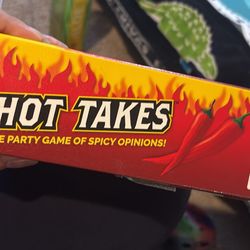 HOT TAKES
E PARTY GAME OF SPICY OPINIONS!